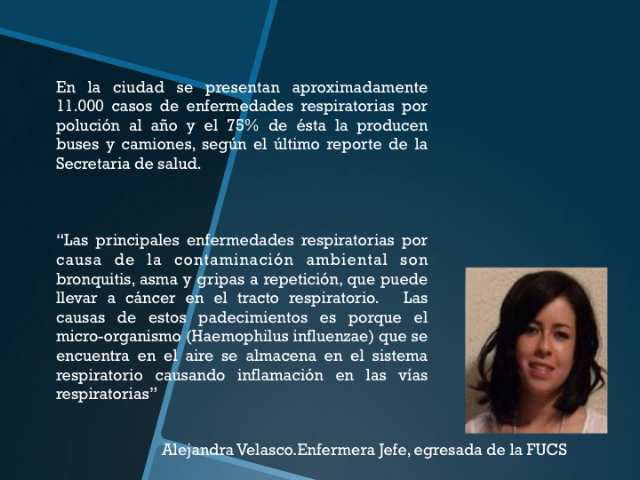 En la ciudad se presentan aproximadamente
11.000 casos de enfermedades respiratorias por
polución al año y el 75% de ésta la producen
buses y camiones, según el último reporte de la
Secretaria de salud.
“Las principales enfermedades respiratorias por
causa de la contaminación ambiental son
bronquitis, asma y gripas a repetición, que puede
llevar a cáncer en el tracto respiratorio. Las
causas de estos padecimientos es porque el
micro-organismo (Haemophilus influenzae) que se
encuentra en el aire se almacena en el sistema
respiratorio causando inflamación en las vías
respiratorias”
Alejandra Velasco.Enfermera Jefe, egresada de la FUCS